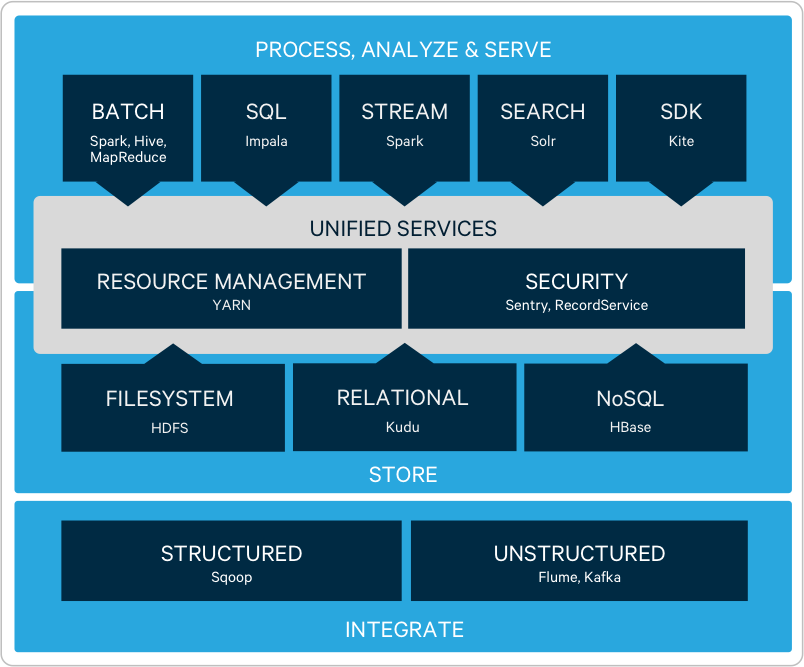 PROCESS, ANALYZE & SERVE
BATCH
Spark, Hive,
MapReduce
SQL
Impala
STREAM
Spark
SEARCH
Solr
SDK
Kite
UNIFIED SERVICES
RESOURCE MANAGEMENT
YARN
SECURITY
Sentry, RecordService
FILESYSTEM
HDFS
RELATIONAL
Kudu
NoSQL
HBase
STORE
STRUCTURED
Sqoop
UNSTRUCTURED
Flume, Kafka
INTEGRATE